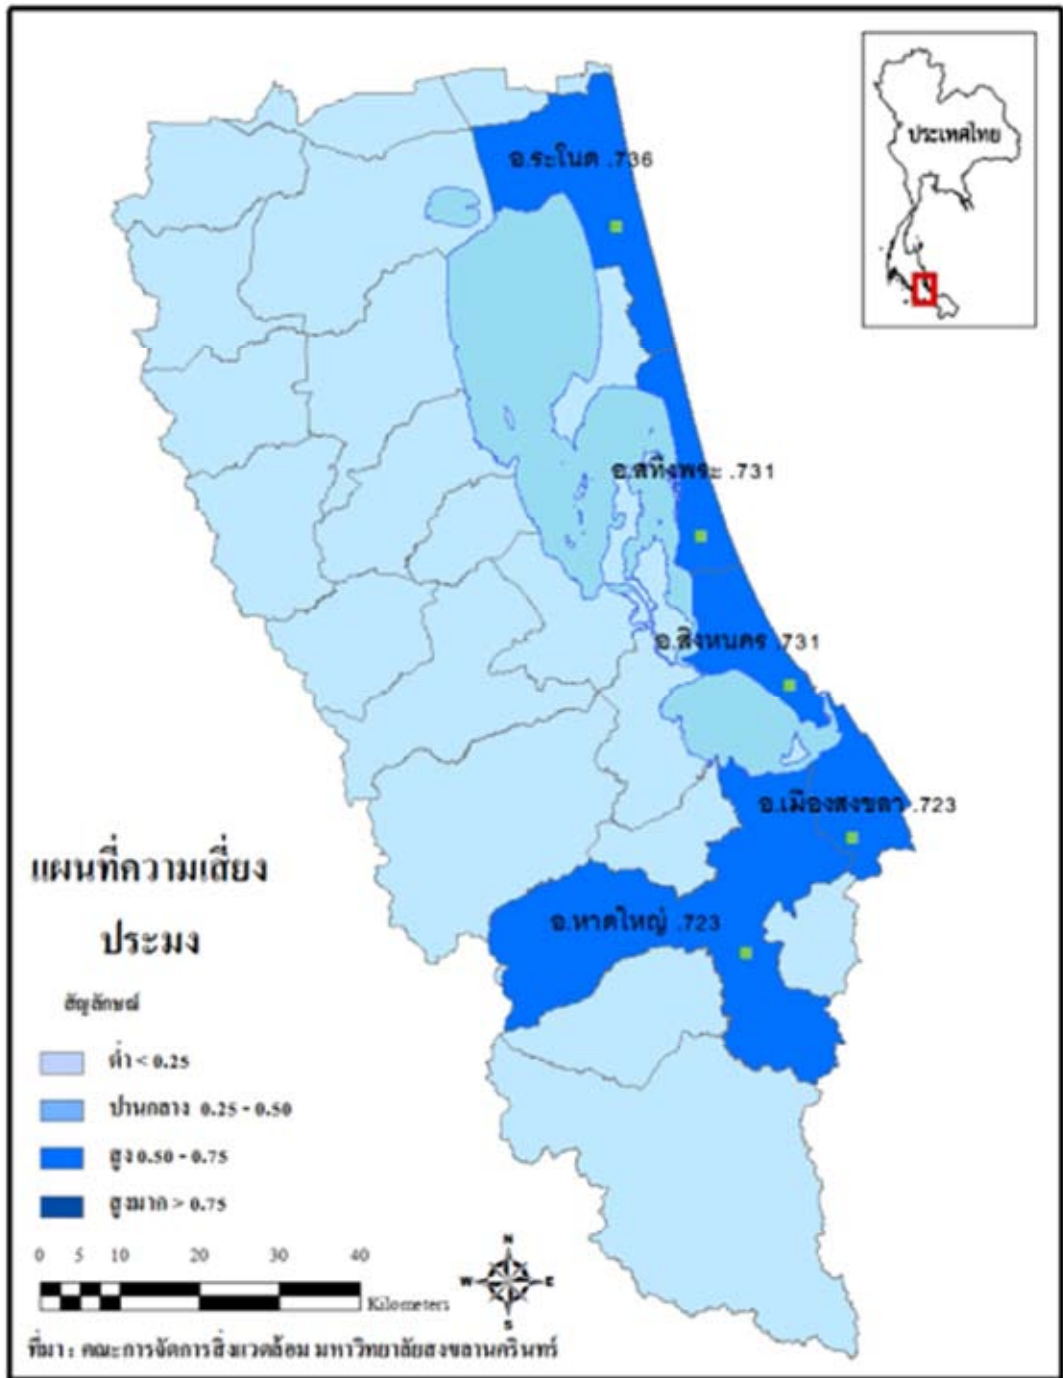 ประเทศไทย
อ.ระโนด .736
อ.สทิงพระ .731
อ.สิงหนคร .731
อ.เมืองสงขลา .723
อ.หาดใหญ่ .723
แผนที่ความเสี่ยง
ประมง
สัญลักษณ์
ต่ำ < 0.25
ปานกลาง 0.25 - 0.50
สูง 0.50 - 0.75
สูงมาก > 0.75
0 5 10 20 30 40
Kilometers
N
W E
S
ที่มา : คณะการจัดการสิ่งแวดล้อม มหาวิทยาลัยสงขลานครินทร์